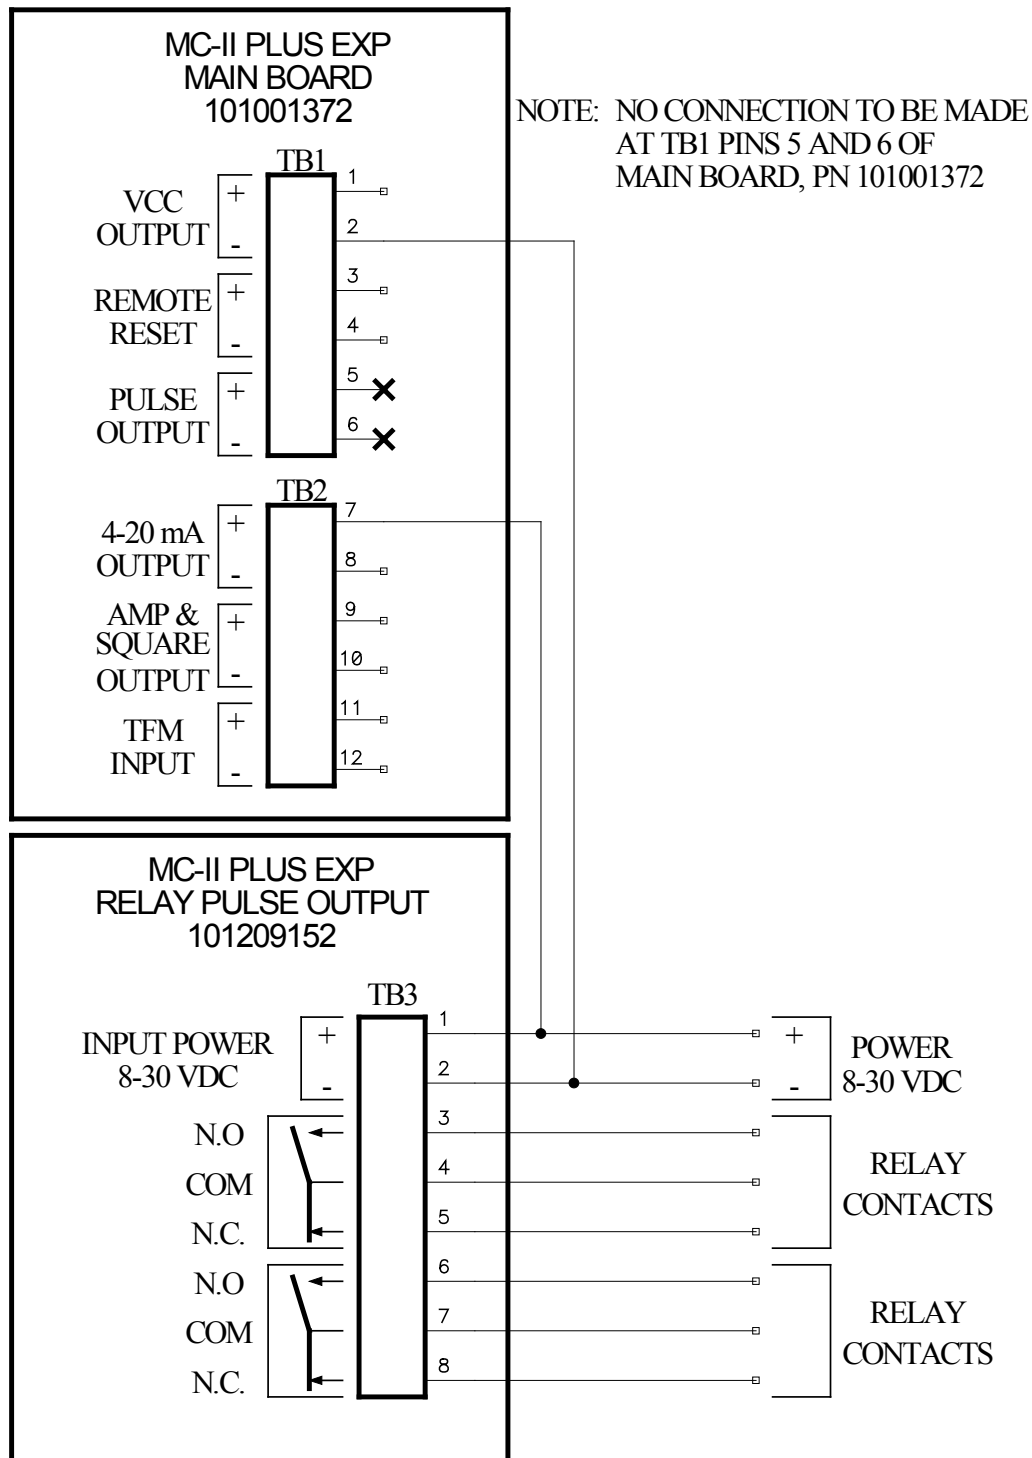 MC-II PLUS EXP
MAIN BOARD
101001372
NOTE: NO CONNECTION TO BE MADE
AT TB1 PINS 5 AND 6 OF
MAIN BOARD, PN 101001372
TB1
VCC
OUTPUT
+
-
1
2
REMOTE
RESET
+
-
3
4
PULSE
OUTPUT
+
-
5
6
TB2
4-20 mA
OUTPUT
+
-
7
8
AMP &
SQUARE
OUTPUT
+
-
9
10
TFM
INPUT
+
-
11
12
MC-II PLUS EXP
RELAY PULSE OUTPUT
101209152
TB3
INPUT POWER
8-30 VDC
+
-
1
2
+
-
POWER
8-30 VDC
N.O
COM
N.C.
3
4
5
RELAY
CONTACTS
N.O
COM
N.C.
6
7
8
RELAY
CONTACTS